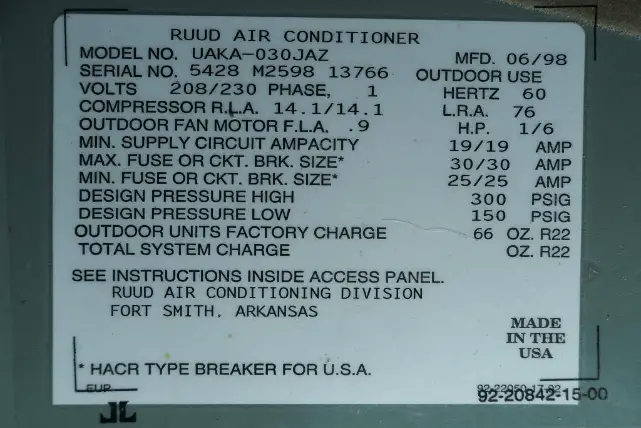 RUUD AIR CONDITIONER
MODEL NO. UAKA-030JAZ MFD. 06/98
SERIAL NO. 5428 M2598 13766 OUTDOOR USE
VOLTS 208/230 PHASE, 1 HERTZ 60
COMPRESSOR R.L.A. 14.1/14.1 L.R.A. 76
OUTDOOR FAN MOTOR F.L.A. .9 H.P. 1/6
MIN. SUPPLY CIRCUIT AMPACITY 19/19 AMP
MAX. FUSE OR CKT. BRK. SIZE* 30/30 AMP
MIN. FUSE OR CKT. BRK. SIZE* 25/25 AMP
DESIGN PRESSURE HIGH 300 PSIG
DESIGN PRESSURE LOW 150 PSIG
OUTDOOR UNITS FACTORY CHARGE 66 OZ. R22
TOTAL SYSTEM CHARGE OZ. R22
SEE INSTRUCTIONS INSIDE ACCESS PANEL.
RUUD AIR CONDITIONING DIVISION
FORT SMITH, ARKANSAS
MADE
IN THE
USA
* HACR TYPE BREAKER FOR U.S.A.
EUP
92-20842-15-00